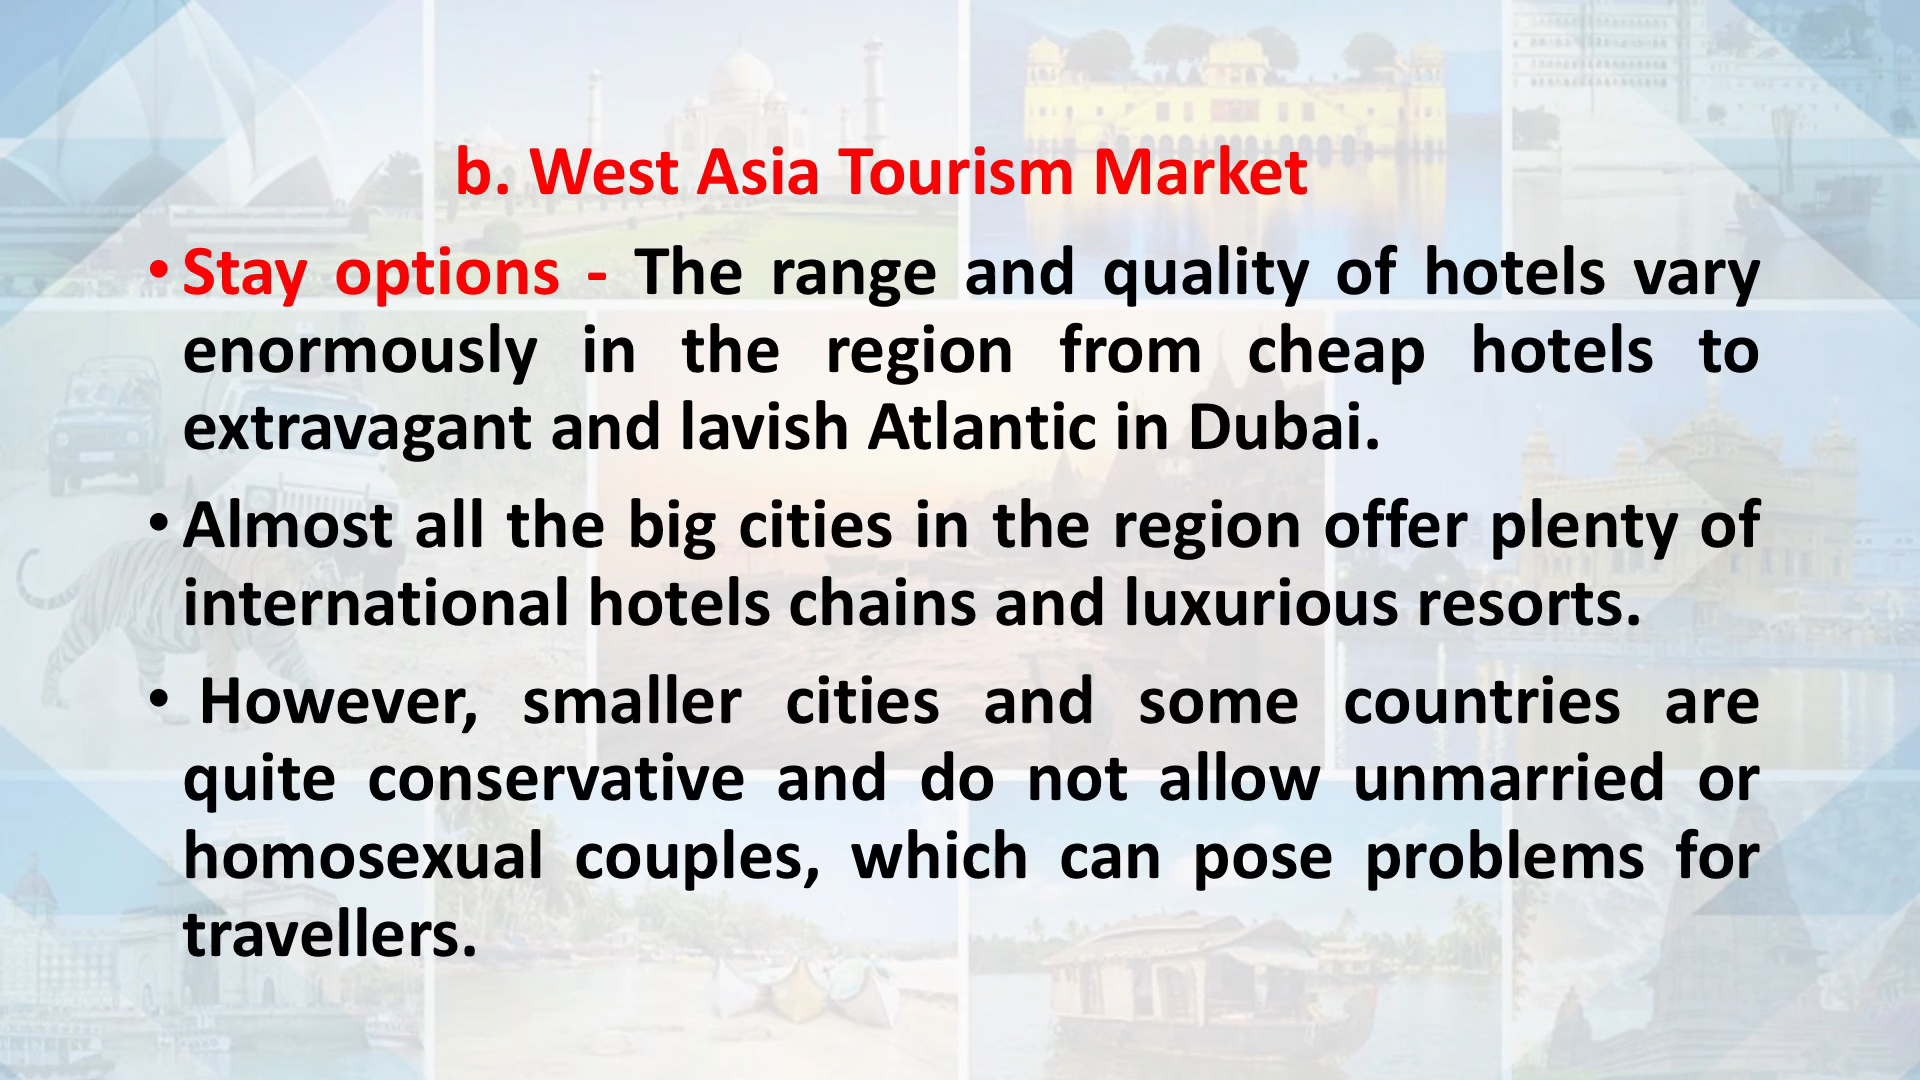 b. West Asia Tourism Market
• Stay options - The range and quality of hotels vary
enormously in the region from cheap hotels to
extravagant and lavish Atlantic in Dubai.
• Almost all the big cities in the region offer plenty of
international hotels chains and luxurious resorts.
• However, smaller cities and some countries are
quite conservative and do not allow unmarried or
homosexual couples, which can pose problems for
travellers.